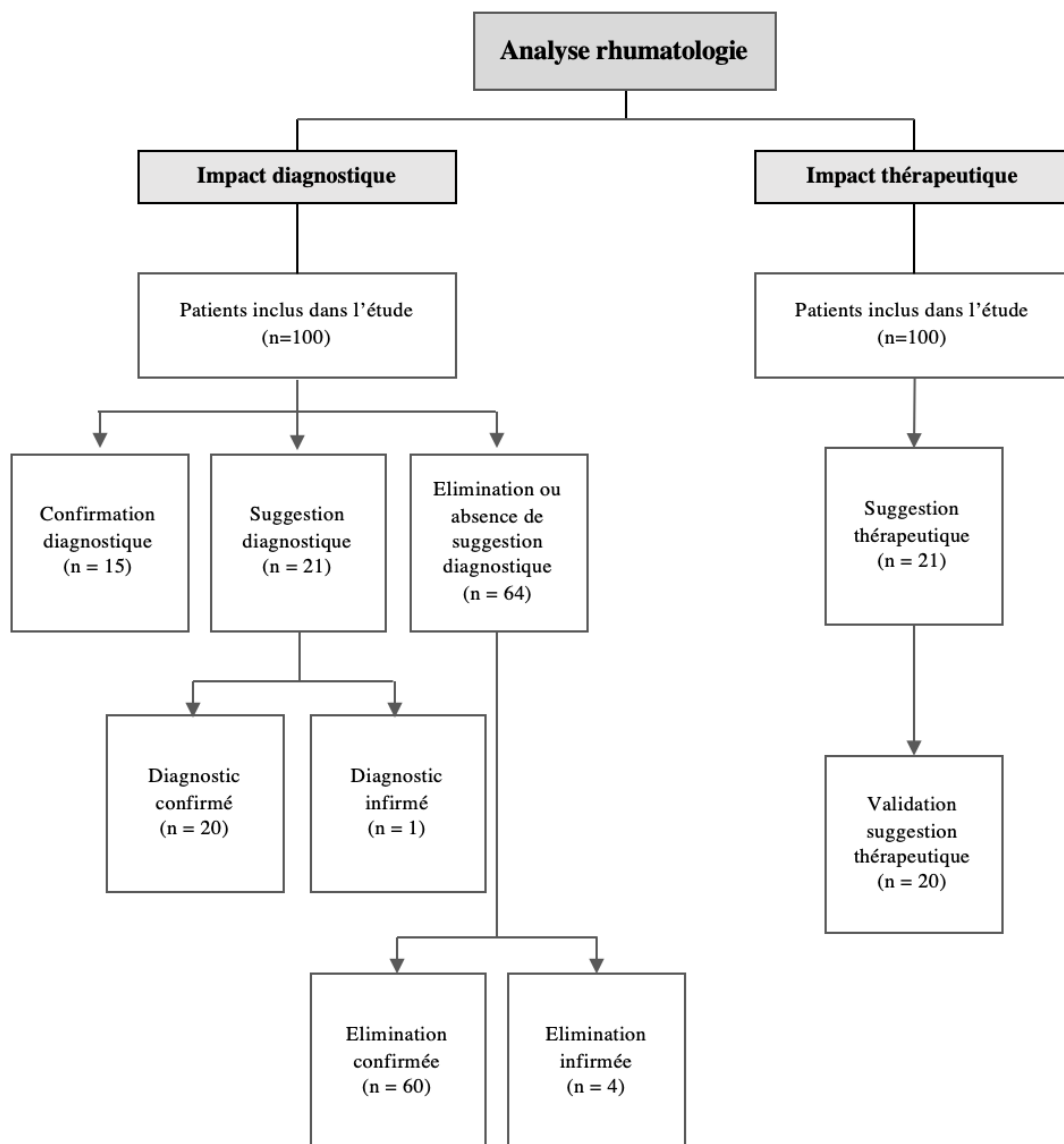 Analyse rhumatologie
Impact diagnostique
Impact thérapeutique
Patients inclus dans l’étude
(n=100)
Patients inclus dans l’étude
(n=100)
Confirmation
diagnostique
(n = 15)
Suggestion
diagnostique
(n = 21)
Elimination ou
absence de
suggestion
diagnostique
(n = 64)
Suggestion
thérapeutique
(n = 21)
Diagnostic
confirmé
(n = 20)
Diagnostic
infirmé
(n = 1)
Validation
suggestion
thérapeutique
(n = 20)
Elimination
confirmée
(n = 60)
Elimination
infirmée
(n = 4)